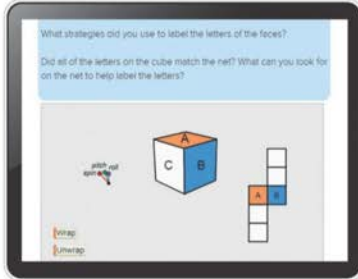 What strategies did you use to label the letters of the faces?
Did all of the letters on the cube match the net? What can you look for
on the net to help label the letters?
A
C
B
pitch
roll
spin
A
B
Wrap
Unwrap